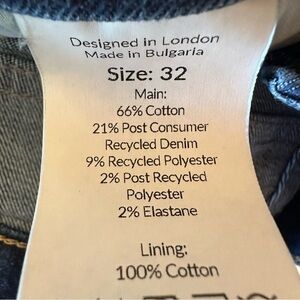 Designed in London
Made in Bulgaria
Size: 32
Main:
66% Cotton
21% Post Consumer
Recycled Denim
9% Recycled Polyester
2% Post Recycled
Polyester
2% Elastane
Lining:
100% Cotton